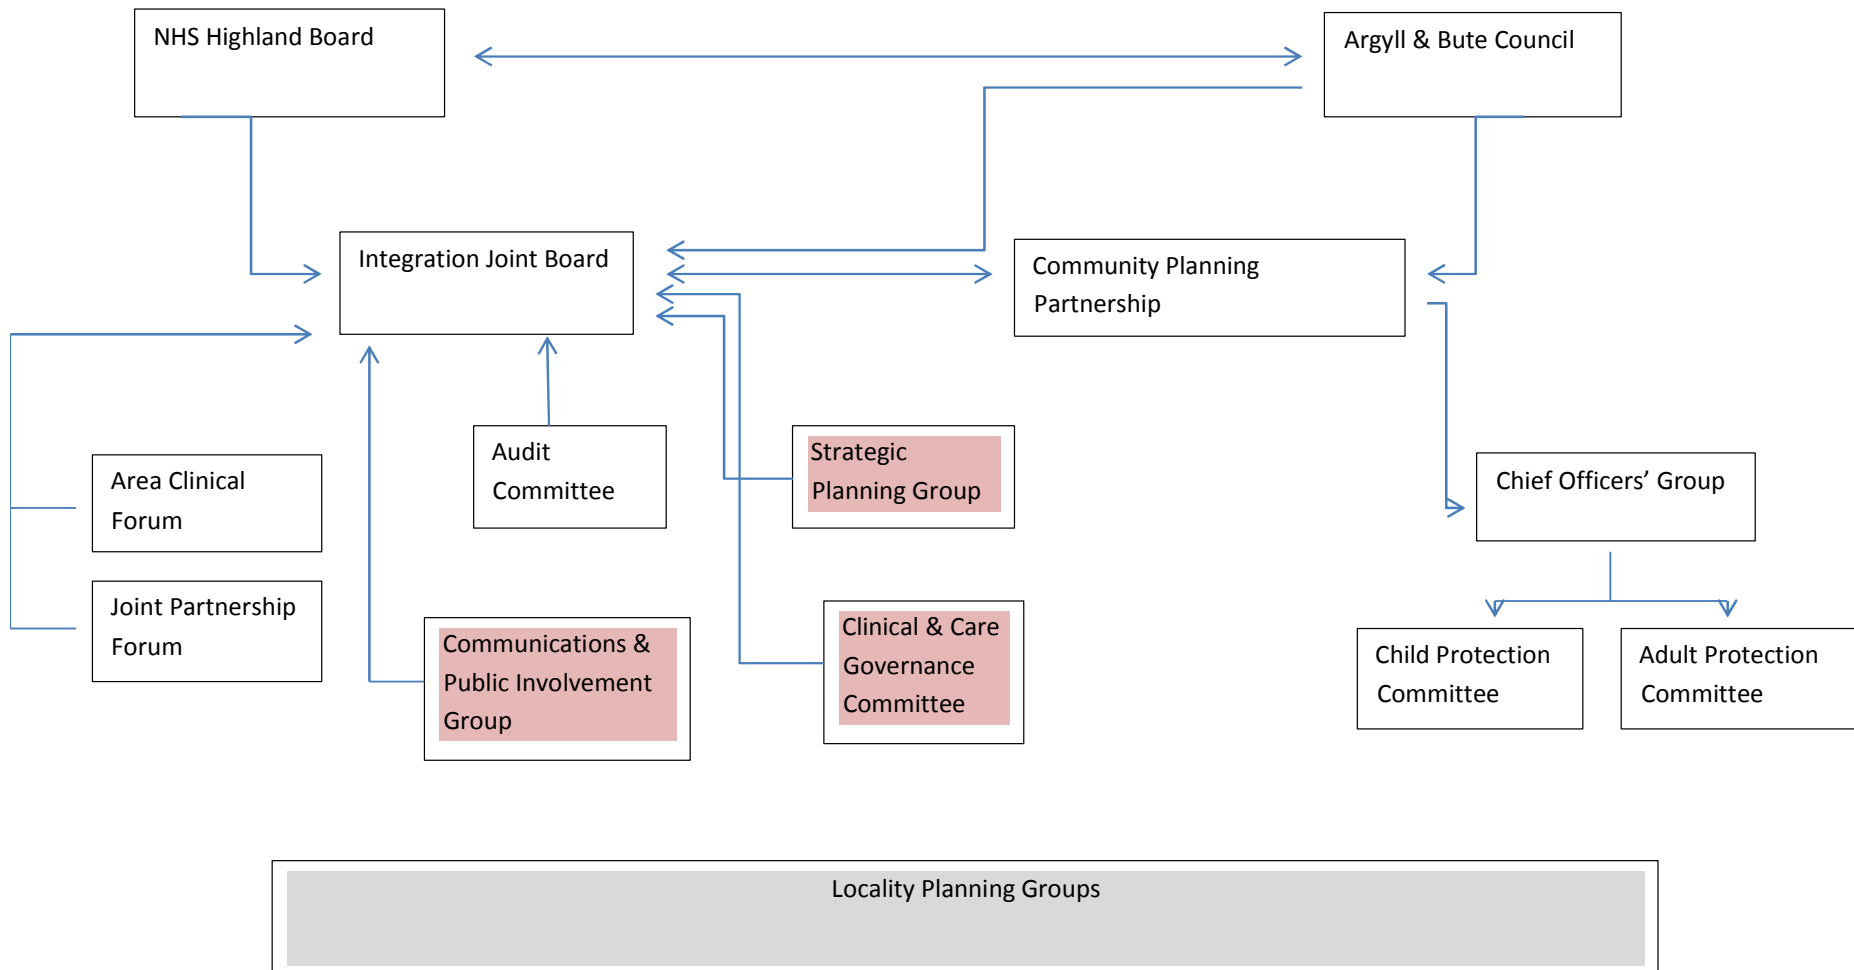 NHS Highland Board
Argyll & Bute Council
Integration Joint Board
Community Planning
Partnership
Audit
Committee
Strategic
Planning Group
Area Clinical
Forum
Chief Officers’ Group
Joint Partnership
Forum
Communications &
Public Involvement
Group
Clinical & Care
Governance
Committee
Child Protection
Committee
Adult Protection
Committee
Locality Planning Groups